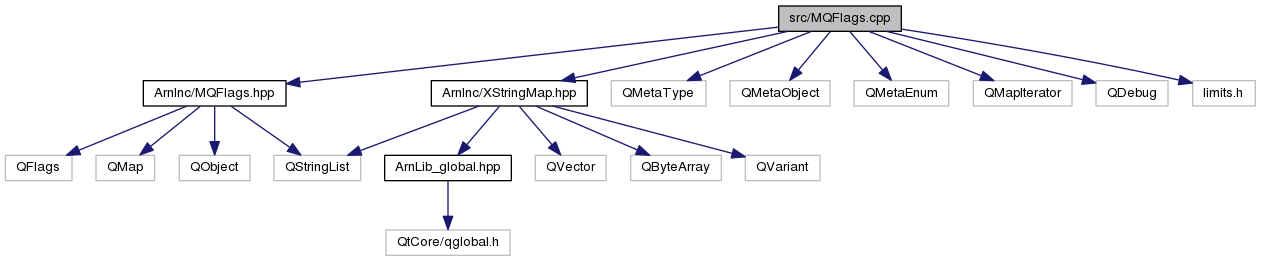 src/MQFlags.cpp
ArnInc/MQFlags.hpp
ArnInc/XStringMap.hpp
QMetaType
QMetaObject
QMetaEnum
QMapIterator
QDebug
limits.h
QFlags
QMap
QObject
QStringList
ArnLib_global.hpp
QVector
QByteArray
QVariant
QtCore/qglobal.h